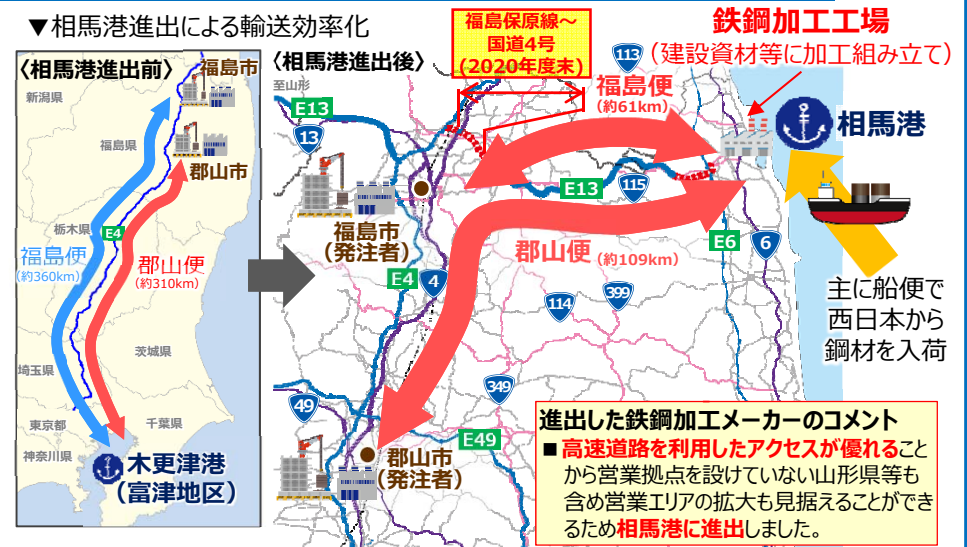 ▼相馬港進出による輸送効率化
〈相馬港進出前〉
福島市
新潟県
福島県
郡山市
栃木県
E4
福島便
(約360km)
郡山便
(約310km)
茨城県
埼玉県
東京都
千葉県
神奈川県
木更津港
(富津地区)
〈相馬港進出後〉
福島保原線～
国道4号
(2020年度末)
鉄鋼加工工場
(建設資材等に加工組み立て)
至山形
E13
13
113
福島便
(約61km)
相馬港
E13
115
福島市
(発注者)
郡山便 (約109km)
E4
4
E6
6
114
399
主に船便で
西日本から
鋼材を入荷
349
49
E49
郡山市
(発注者)
進出した鉄鋼加工メーカーのコメント
■ 高速道路を利用したアクセスが優れること
から営業拠点を設けていない山形県等も
含め営業エリアの拡大も見据えることができ
るため相馬港に進出しました。